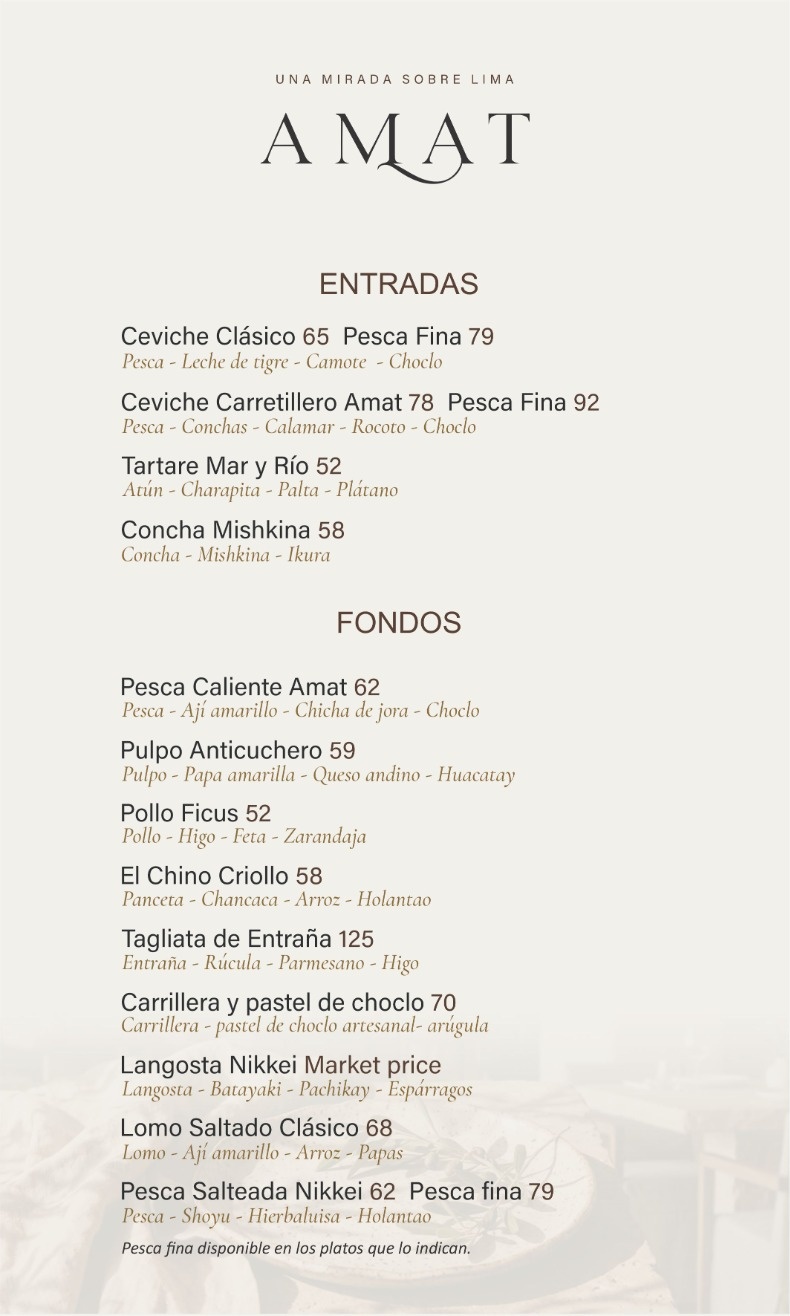 UNA MIRADA SOBRE LIMA
AMAT
ENTRADAS
Ceviche Clásico 65 Pesca Fina 79
Pesca - Leche de tigre - Camote - Choclo
Ceviche Carretillero Amat 78 Pesca Fina 92
Pesca - Conchas - Calamar - Rocoto - Choclo
Tartare Mar y Río 52
Atún - Charapita - Palta - Plátano
Concha Mishkina 58
Concha - Mishkina - Ikura
FONDOS
Pesca Caliente Amat 62
Pesca - Ají amarillo - Chicha de jora - Choclo
Pulpo Anticuchero 59
Pulpo - Papa amarilla - Queso andino - Huacatay
Pollo Ficus 52
Pollo - Higo - Feta - Zarandaja
El Chino Criollo 58
Panceta - Chancaca - Arroz - Holantao
Tagliata de Entraña 125
Entraña - Rúcula - Parmesano - Higo
Carrillera y pastel de choclo 70
Carrillera - pastel de choclo artesanal- arúgula
Langosta Nikkei Market price
Langosta - Batayaki - Pachikay - Espárragos
Lomo Saltado Clásico 68
Lomo - Ají amarillo - Arroz - Papas
Pesca Salteada Nikkei 62 Pesca fina 79
Pesca - Shoyu - Hierbaluisa - Holantao
Pesca fina disponible en los platos que lo indican.